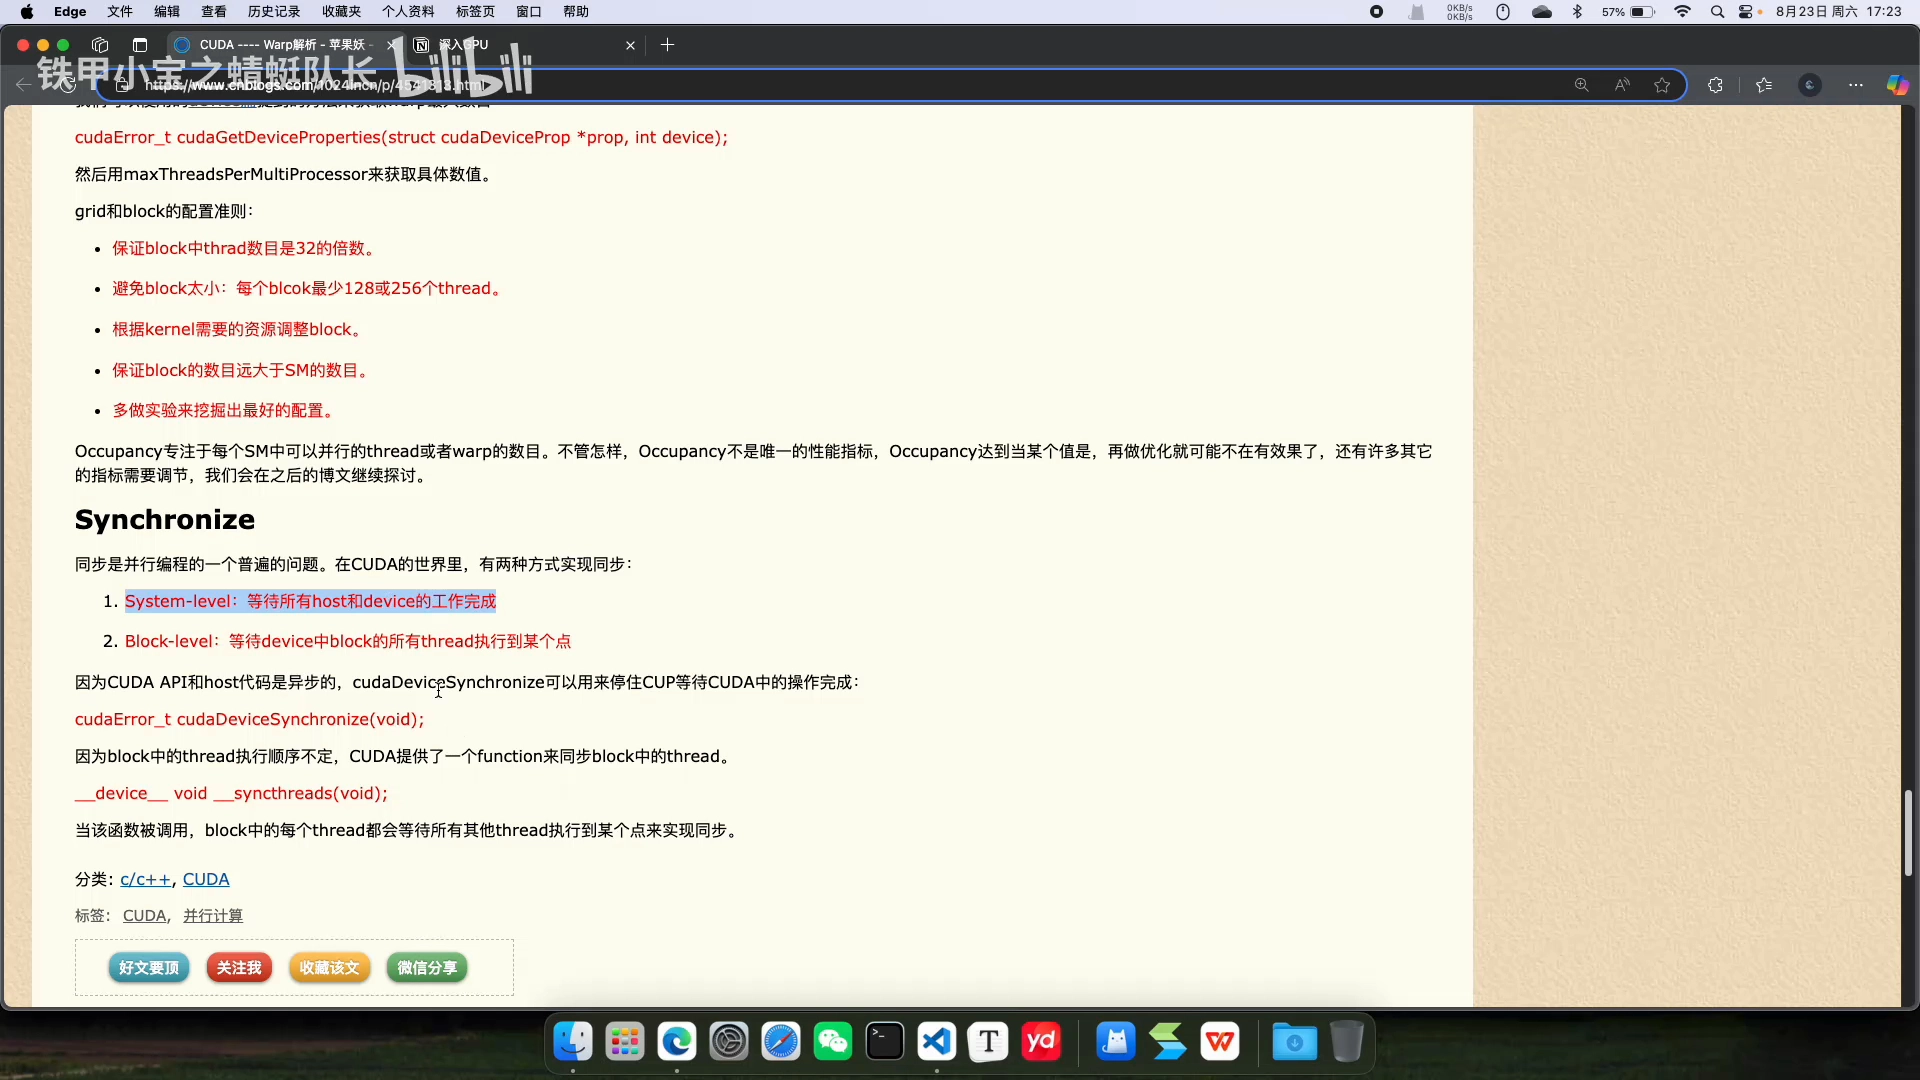 Edge 文件 编辑 查看 历史记录 收藏夹 个人资料 标签页 窗口 帮助 0KB/s 0KB/s 57% 8月23日 周六 17:23
CUDA ---- Warp解析 - 苹果妖 - 深入GPU
铁甲小宝之蜻蜓队长 bilibili
https://www.cnblogs.com/1024incn/p/4541313.html
cudaError_t cudaGetDeviceProperties(struct cudaDeviceProp *prop, int device);
然后用maxThreadsPerMultiProcessor来获取具体数值。
grid和block的配置准则：
保证block中thrad数目是32的倍数。
避免block太小：每个blcok最少128或256个thread。
根据kernel需要的资源调整block。
保证block的数目远大于SM的数目。
多做实验来挖掘出最好的配置。
Occupancy专注于每个SM中可以并行的thread或者warp的数目。不管怎样，Occupancy不是唯一的性能指标，Occupancy达到当某个值是，再做优化就可能不在有效果了，还有许多其它
的指标需要调节，我们会在之后的博文继续探讨。
Synchronize
同步是并行编程的一个普遍的问题。在CUDA的世界里，有两种方式实现同步：
1. System-level：等待所有host和device的工作完成
2. Block-level：等待device中block的所有thread执行到某个点
因为CUDA API和host代码是异步的，cudaDeviceSynchronize可以用来停住CUP等待CUDA中的操作完成：
cudaError_t cudaDeviceSynchronize(void);
因为block中的thread执行顺序不定，CUDA提供了一个function来同步block中的thread。
__device__ void __syncthreads(void);
当该函数被调用，block中的每个thread都会等待所有其他thread执行到某个点来实现同步。
分类: c/c++, CUDA
标签: CUDA, 并行计算
好文要顶 关注我 收藏该文 微信分享
T yd W